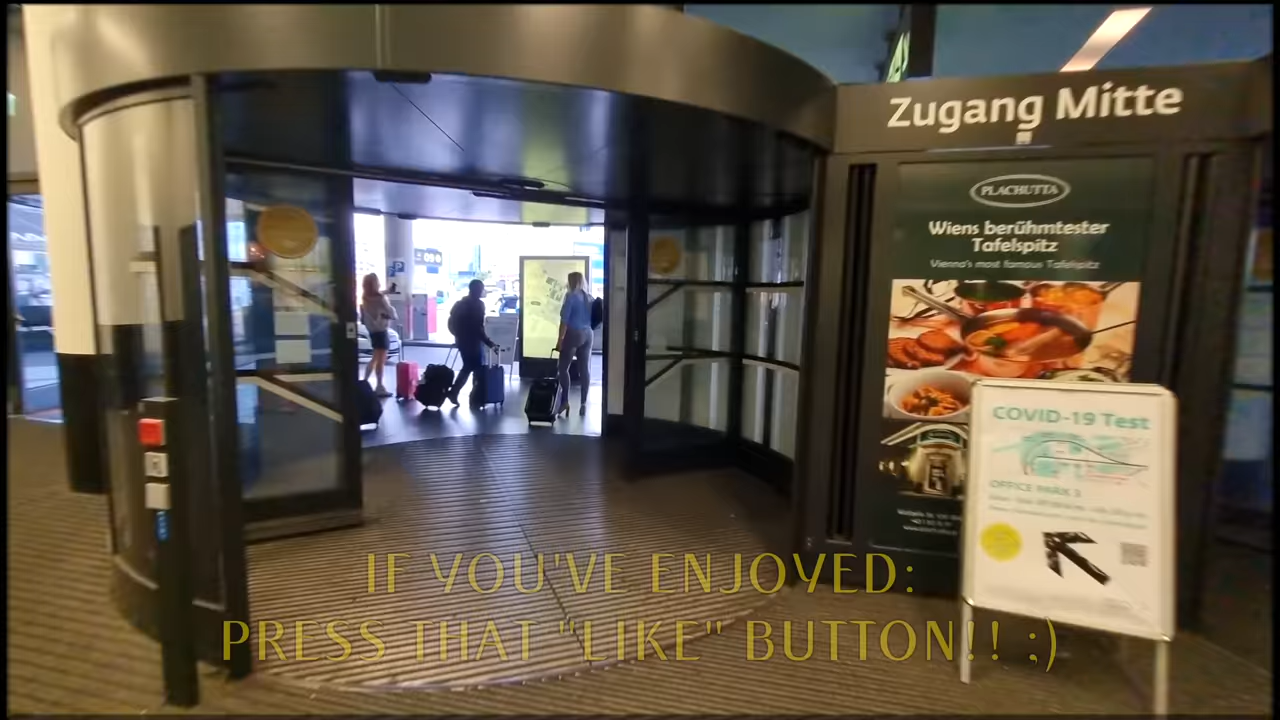 Zugang Mitte
PLACHUTTA
Wiens berühmtester
Tafelspitz
Vienna's most famous Tafelspitz
COVID-19 Test
OFFICE PARK 3
IF YOU'VE ENJOYED:
PRESS THAT "LIKE" BUTTON!! ;)